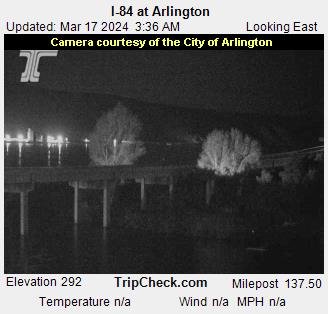 I-84 at Arlington
Updated: Mar 17 2024 3:36 AM Looking East
Camera courtesy of the City of Arlington
Elevation 292 TripCheck.com Milepost 137.50
Temperature n/a Wind n/a MPH n/a